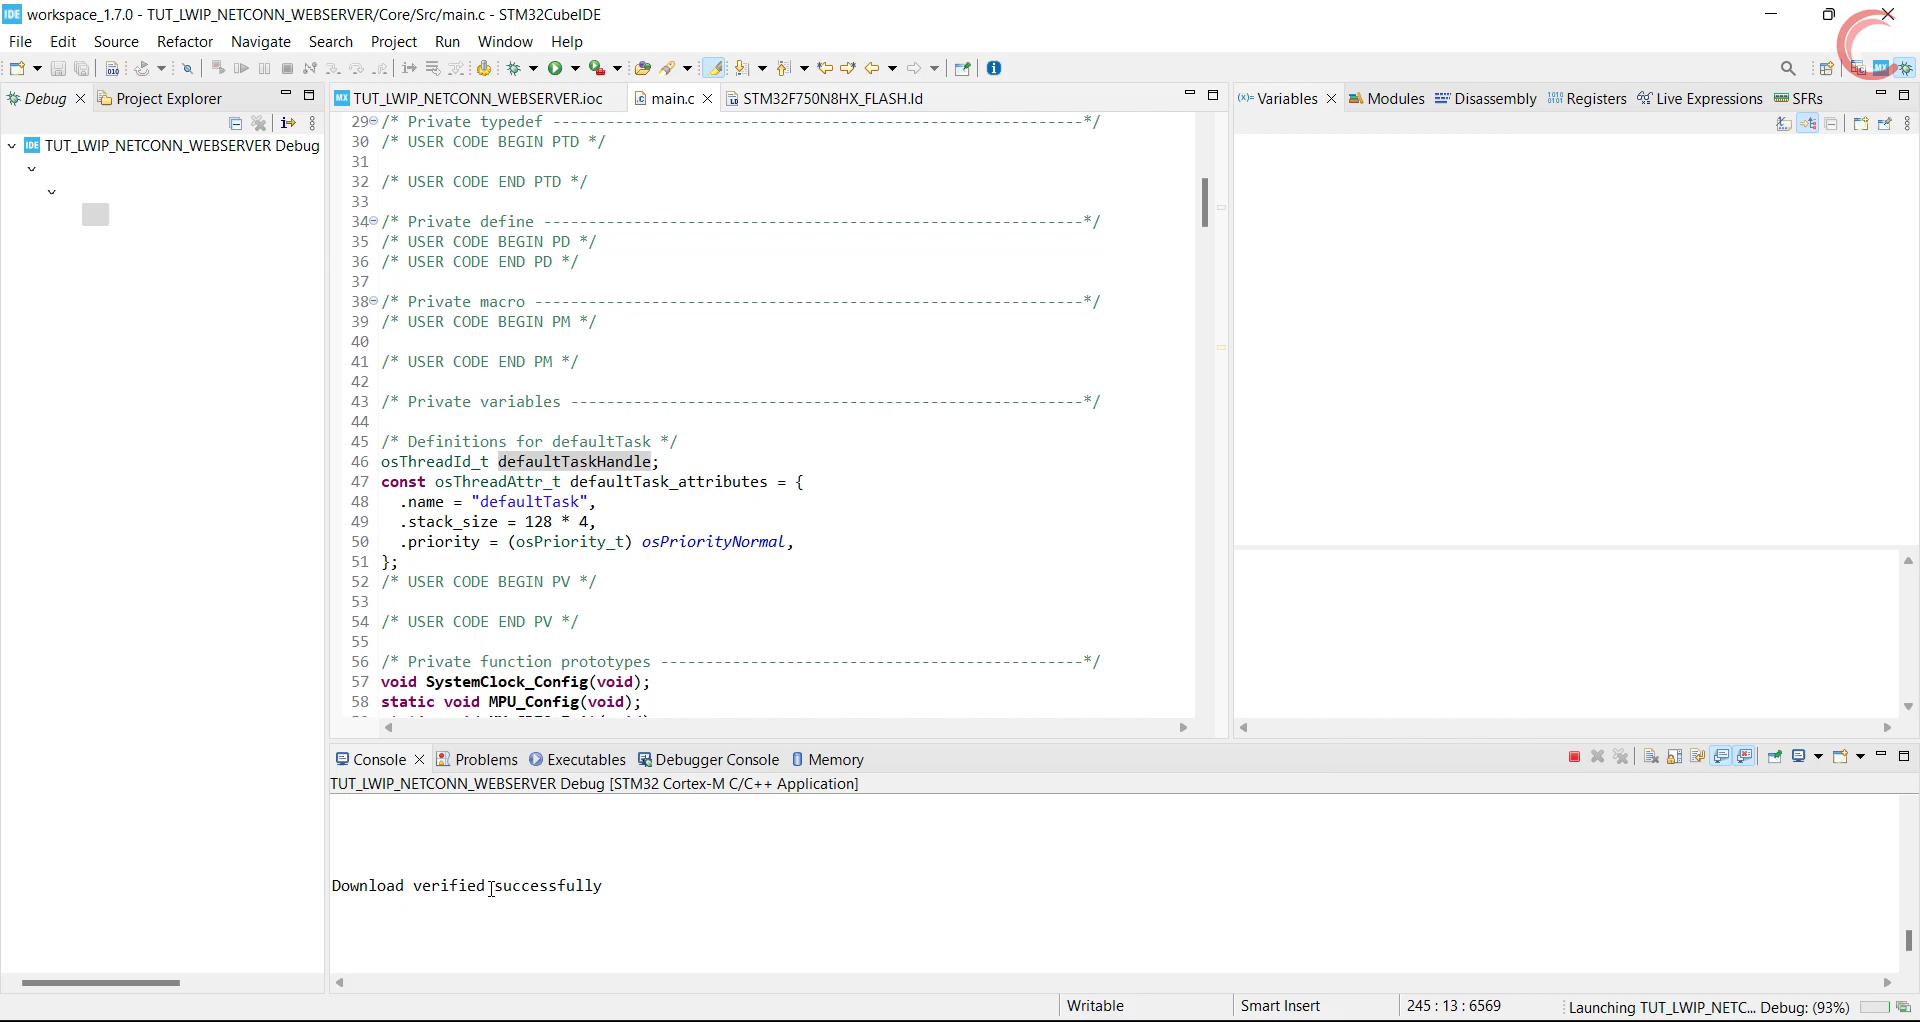 IDE workspace_1.7.0 - TUT_LWIP_NETCONN_WEBSERVER/Core/Src/main.c - STM32CubeIDE
File Edit Source Refactor Navigate Search Project Run Window Help
Debug Project Explorer
IDE TUT_LWIP_NETCONN_WEBSERVER Debug
MX TUT_LWIP_NETCONN_WEBSERVER.ioc main.c STM32F750N8HX_FLASH.ld
29 /* Private typedef -----------------------------------------------------------*/
30 /* USER CODE BEGIN PTD */
31
32 /* USER CODE END PTD */
33
34 /* Private define ------------------------------------------------------------*/
35 /* USER CODE BEGIN PD */
36 /* USER CODE END PD */
37
38 /* Private macro -------------------------------------------------------------*/
39 /* USER CODE BEGIN PM */
40
41 /* USER CODE END PM */
42
43 /* Private variables ---------------------------------------------------------*/
44
45 /* Definitions for defaultTask */
46 osThreadId_t defaultTaskHandle;
47 const osThreadAttr_t defaultTask_attributes = {
48 .name = "defaultTask",
49 .stack_size = 128 * 4,
50 .priority = (osPriority_t) osPriorityNormal,
51 };
52 /* USER CODE BEGIN PV */
53
54 /* USER CODE END PV */
55
56 /* Private function prototypes -----------------------------------------------*/
57 void SystemClock_Config(void);
58 static void MPU_Config(void);
(x)= Variables Modules Disassembly Registers Live Expressions SFRs
Console Problems Executables Debugger Console Memory
TUT_LWIP_NETCONN_WEBSERVER Debug [STM32 Cortex-M C/C++ Application]
Download verified successfully
Writable Smart Insert 245 : 13 : 6569 Launching TUT_LWIP_NETC... Debug: (93%)